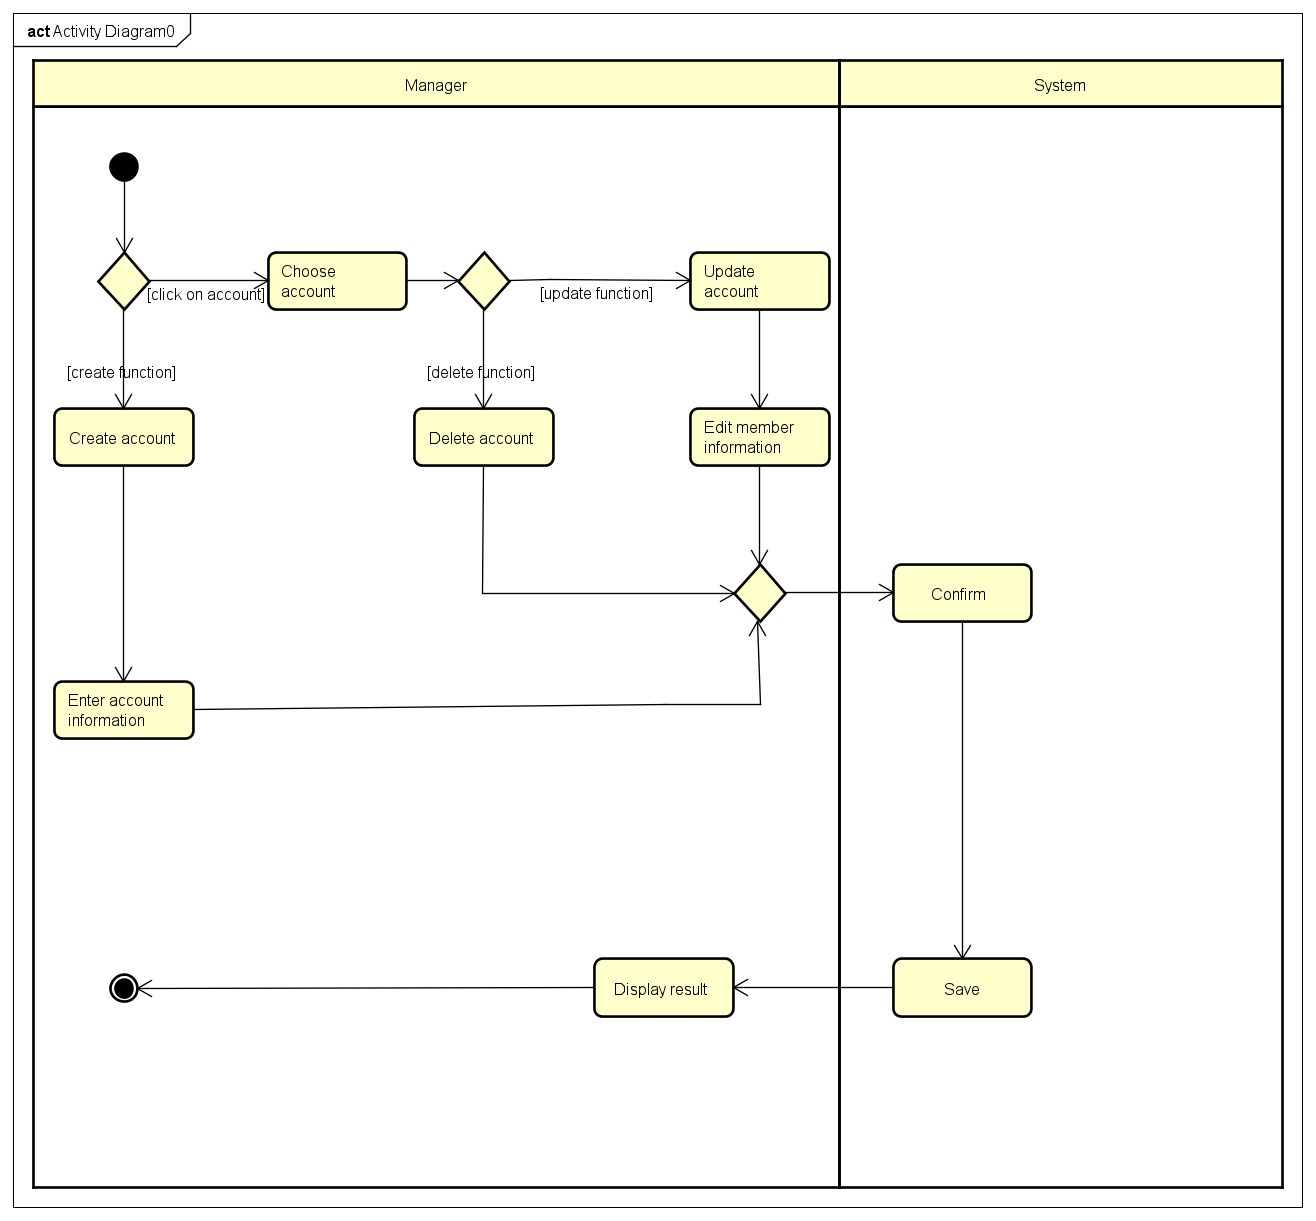 act Activity Diagram0
Manager
System
Choose
account
[click on account]
Update
account
[update function]
[create function]
[delete function]
Create account
Delete account
Edit member
information
Confirm
Enter account
information
Display result
Save